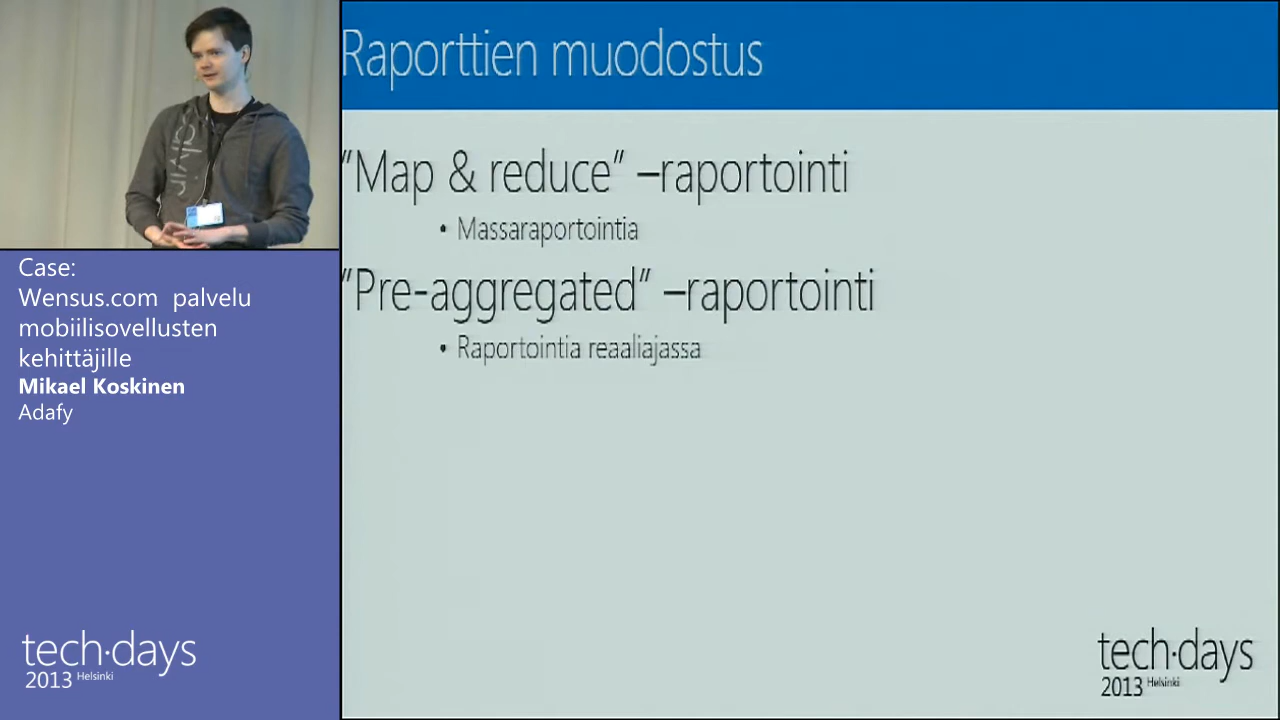 Raporttien muodostus
"Map & reduce" –raportointi
• Massaraportointia
"Pre-aggregated" –raportointi
• Raportointia reaaliajassa
Case:
Wensus.com palvelu
mobiilisovellusten
kehittäjille
Mikael Koskinen
Adafy
tech·days
2013 Helsinki
tech·days
2013 Helsinki